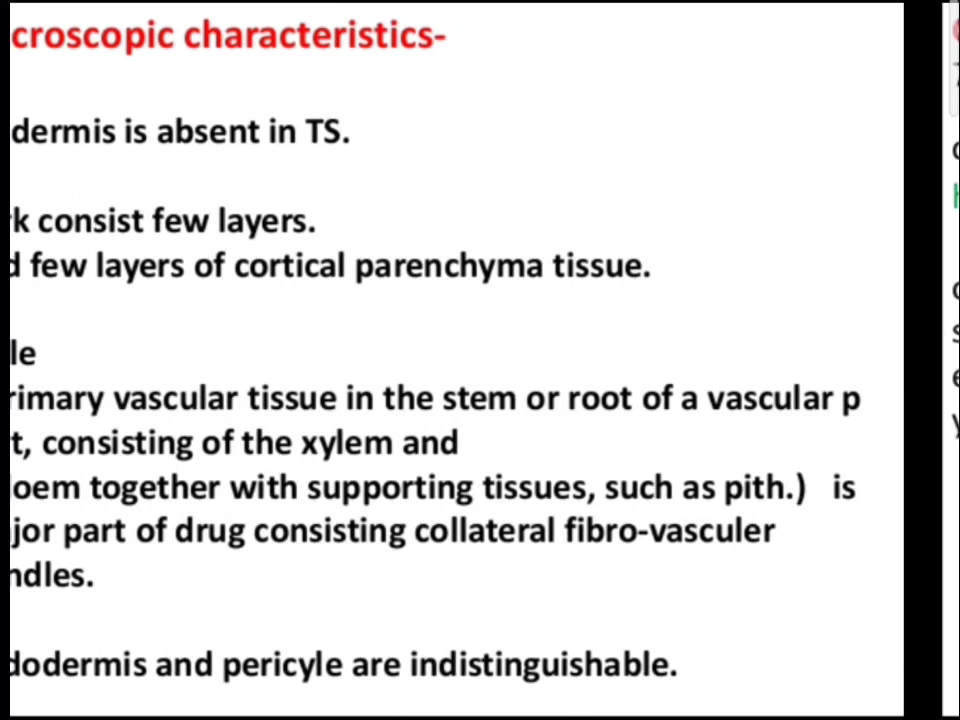 croscopic characteristics-
dermis is absent in TS.
k consist few layers.
d few layers of cortical parenchyma tissue.
le
rimary vascular tissue in the stem or root of a vascular p
t, consisting of the xylem and
oem together with supporting tissues, such as pith.) is
jor part of drug consisting collateral fibro-vasculer
ndles.
dodermis and pericyle are indistinguishable.